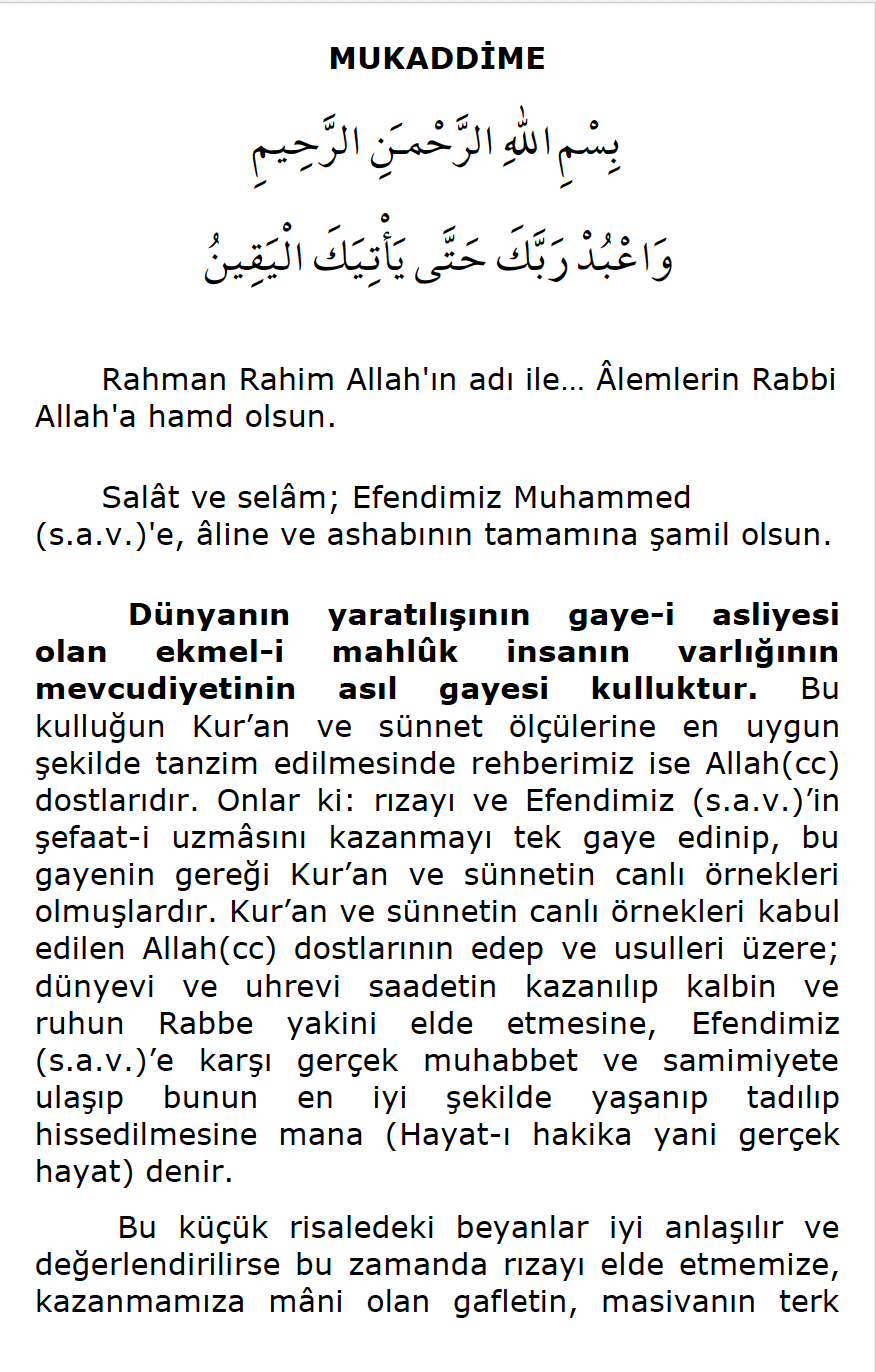 MUKADDİME
بِسْمِ اللهِ الرَّحْمـَنِ الرَّحِيمِ
وَاعْبُدْ رَبَّكَ حَتَّى يَأْتِيَكَ الْيَقِينُ
Rahman Rahim Allah'ın adı ile… Âlemlerin Rabbi
Allah'a hamd olsun.
Salât ve selâm; Efendimiz Muhammed
(s.a.v.)'e, âline ve ashabının tamamına şamil olsun.
Dünyanın yaratılışının gaye-i asliyesi
olan ekmel-i mahlûk insanın varlığının
mevcudiyetinin asıl gayesi kulluktur. Bu
kulluğun Kur’an ve sünnet ölçülerine en uygun
şekilde tanzim edilmesinde rehberimiz ise Allah(cc)
dostlarıdır. Onlar ki: rızayı ve Efendimiz (s.a.v.)’in
şefaat-i uzmâsını kazanmayı tek gaye edinip, bu
gayenin gereği Kur’an ve sünnetin canlı örnekleri
olmuşlardır. Kur’an ve sünnetin canlı örnekleri kabul
edilen Allah(cc) dostlarının edep ve usulleri üzere;
dünyevi ve uhrevi saadetin kazanılıp kalbin ve
ruhun Rabbe yakini elde etmesine, Efendimiz
(s.a.v.)’e karşı gerçek muhabbet ve samimiyete
ulaşıp bunun en iyi şekilde yaşanıp tadılıp
hissedilmesine mana (Hayat-ı hakika yani gerçek
hayat) denir.
Bu küçük risaledeki beyanlar iyi anlaşılır ve
değerlendirilirse bu zamanda rızayı elde etmemize,
kazanmamıza mâni olan gafletin, masivanın terk